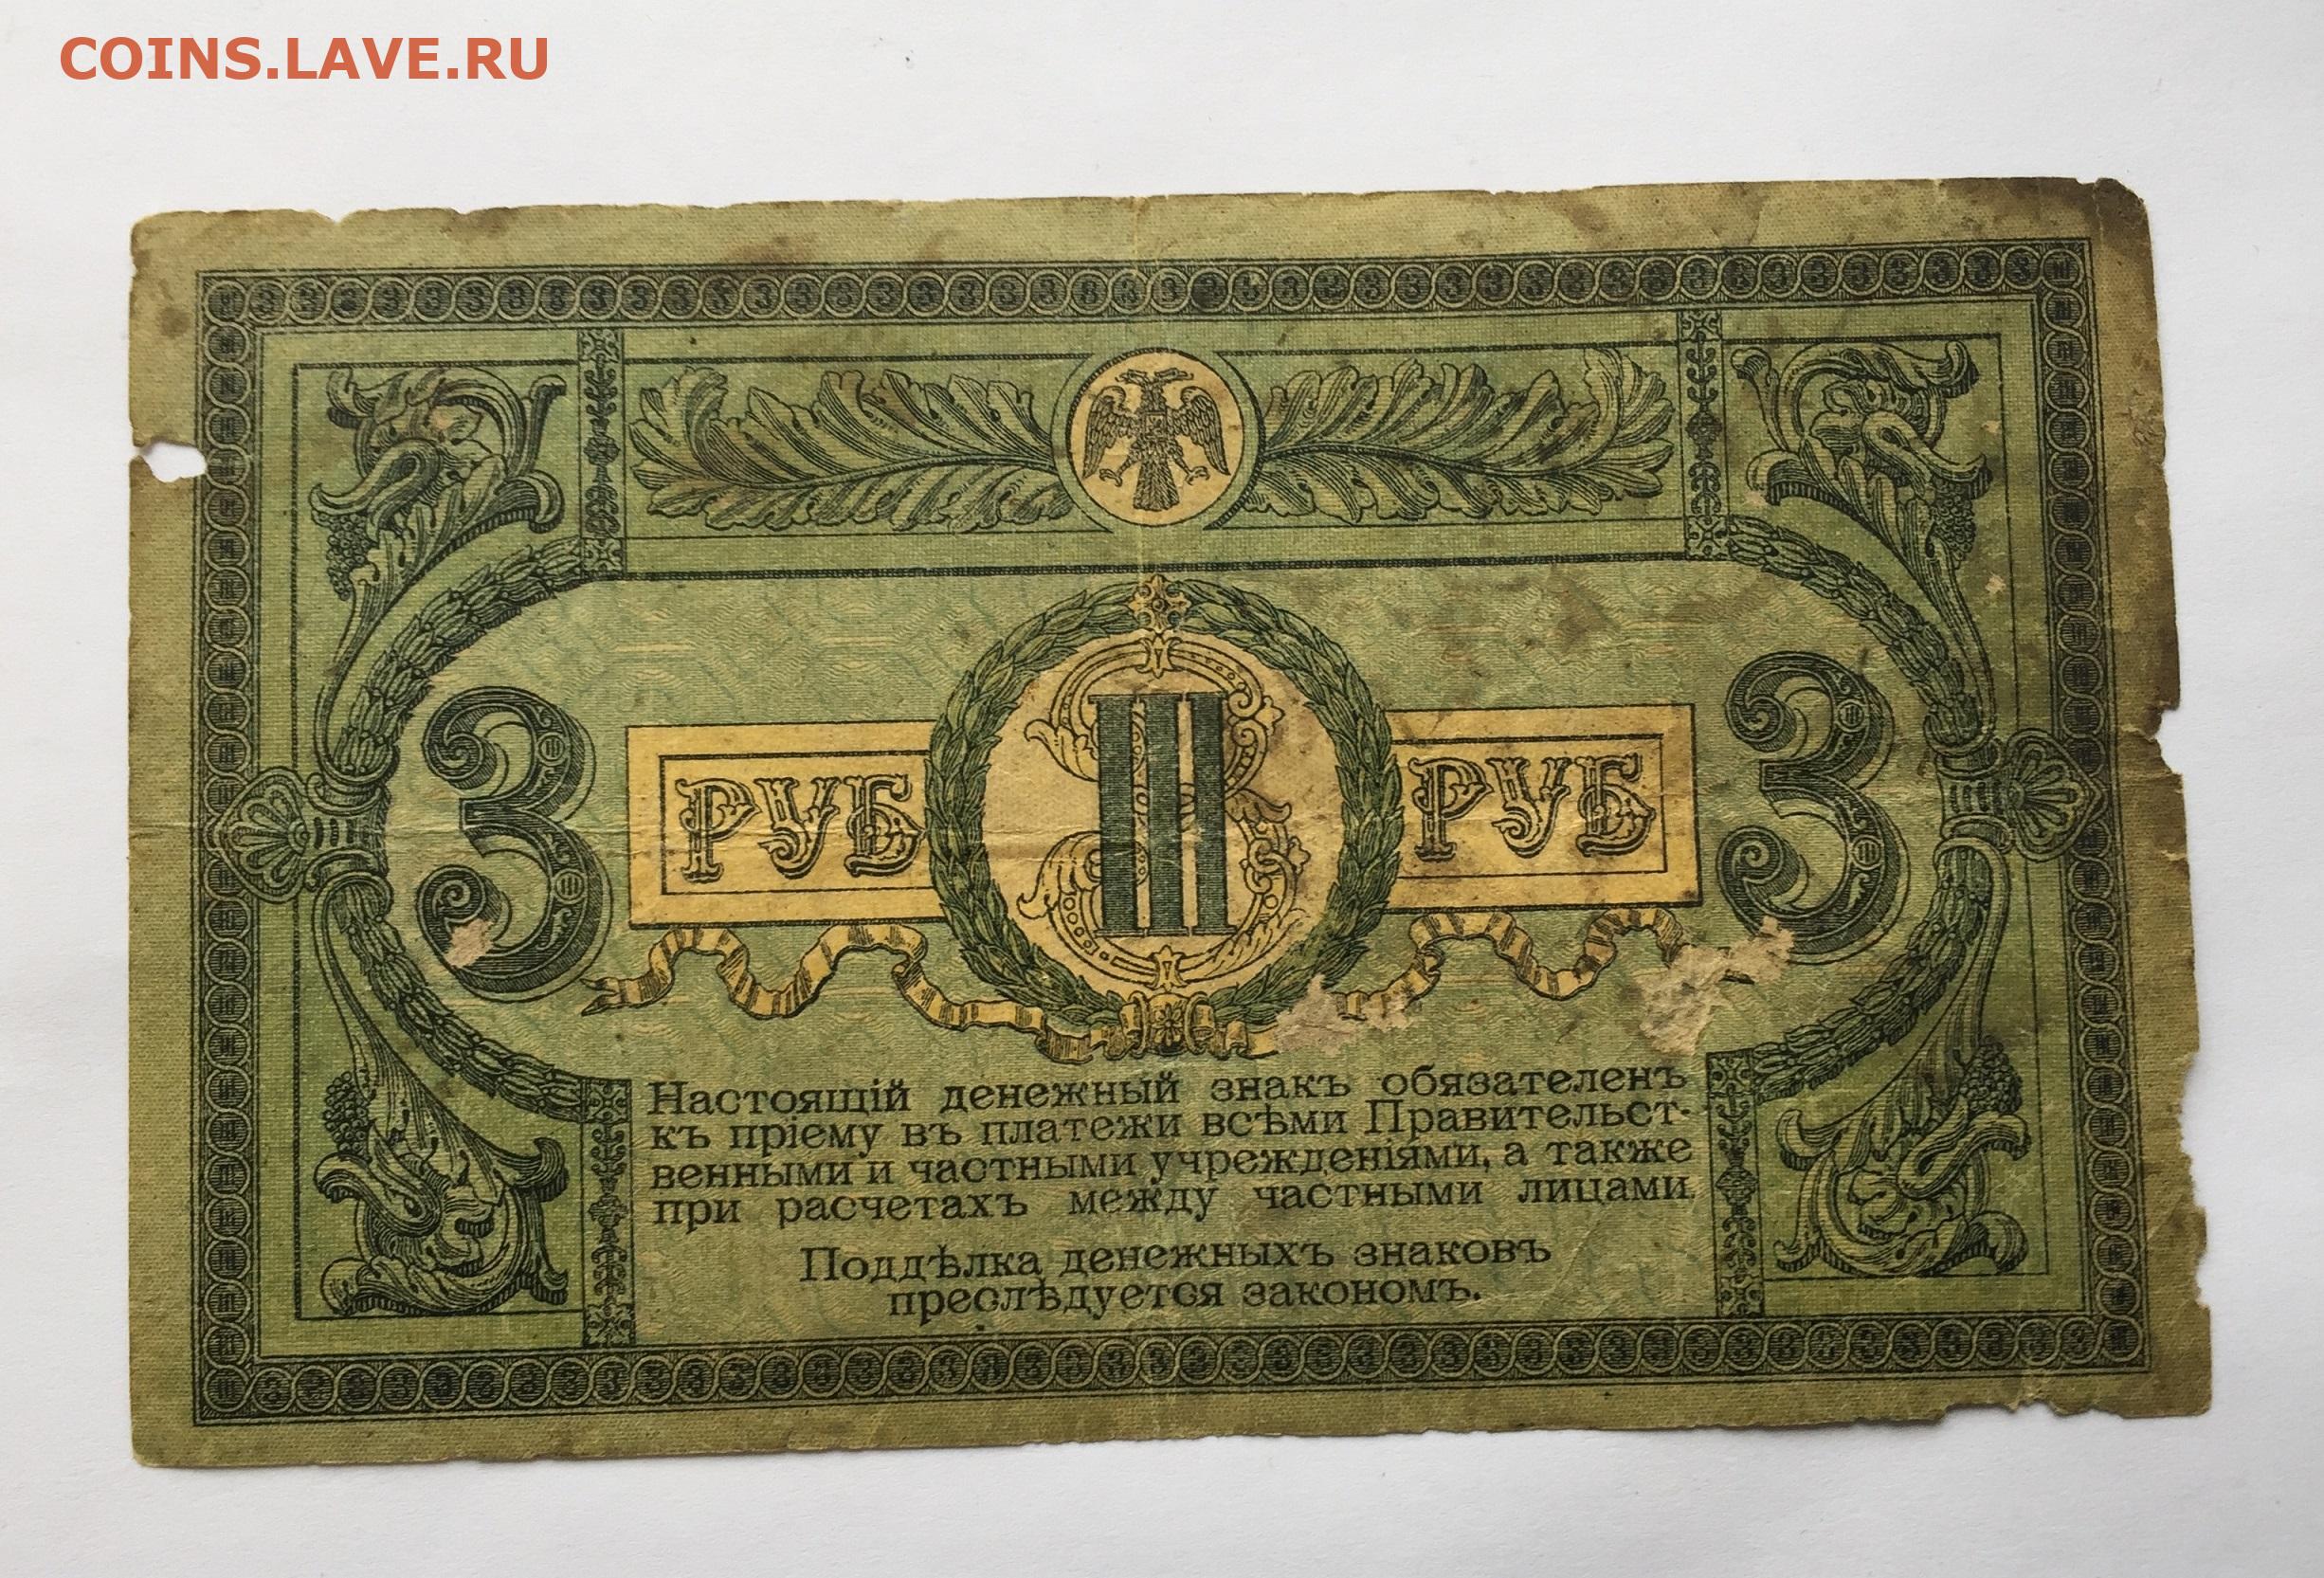 COINS.LAVE.RU
3 РУБ III РУБ 3
Настоящій денежный знакъ обязателенъ
къ пріему въ платежи всѣми Правительст-
венными и частными учрежденіями, а также
при расчетахъ между частными лицами.
Поддѣлка денежныхъ знаковъ
преслѣдуется закономъ.